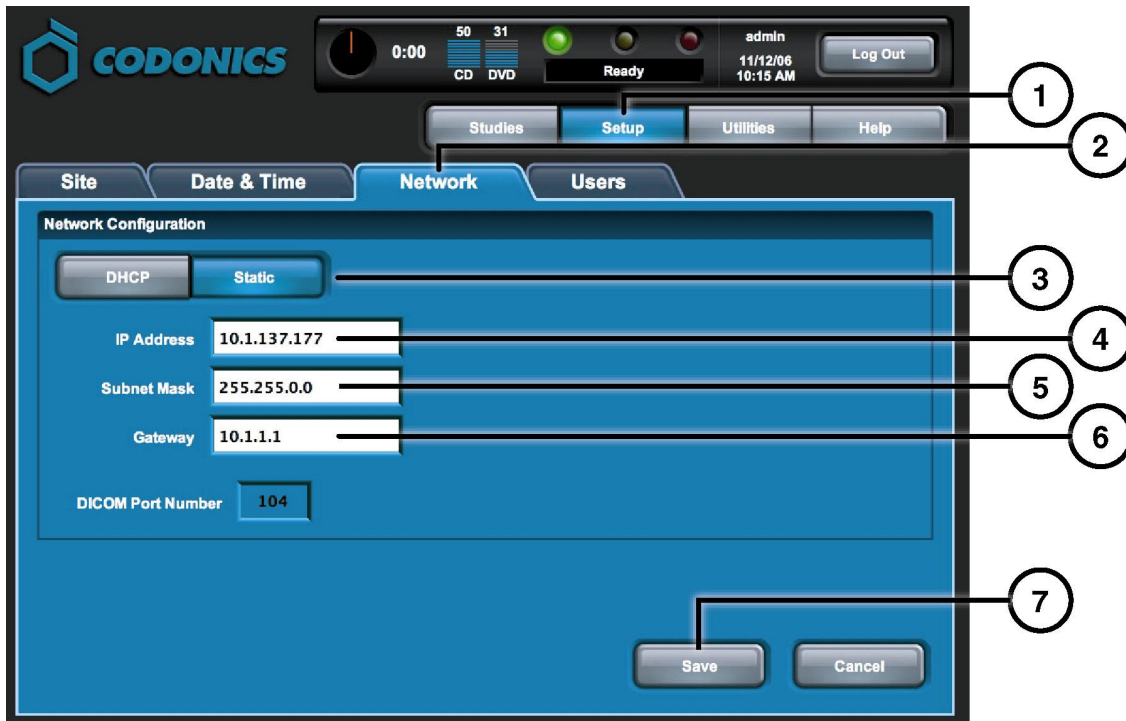 CODONICS
0:00
50 31
CD DVD
Ready
admin
11/12/06
10:15 AM
Log Out
Studies Setup Utilities Help
1
2
Site Date & Time Network Users
Network Configuration
DHCP Static
3
IP Address 10.1.137.177
4
Subnet Mask 255.255.0.0
5
Gateway 10.1.1.1
6
DICOM Port Number 104
7
Save Cancel